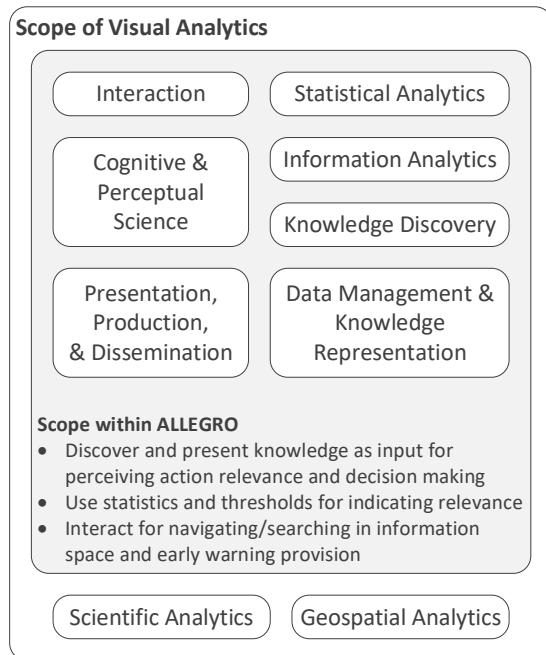 Scope of Visual Analytics
Interaction
Statistical Analytics
Cognitive &
Perceptual
Science
Information Analytics
Knowledge Discovery
Presentation,
Production,
& Dissemination
Data Management &
Knowledge
Representation
Scope within ALLEGRO
• Discover and present knowledge as input for
perceiving action relevance and decision making
• Use statistics and thresholds for indicating relevance
• Interact for navigating/searching in information
space and early warning provision
Scientific Analytics
Geospatial Analytics